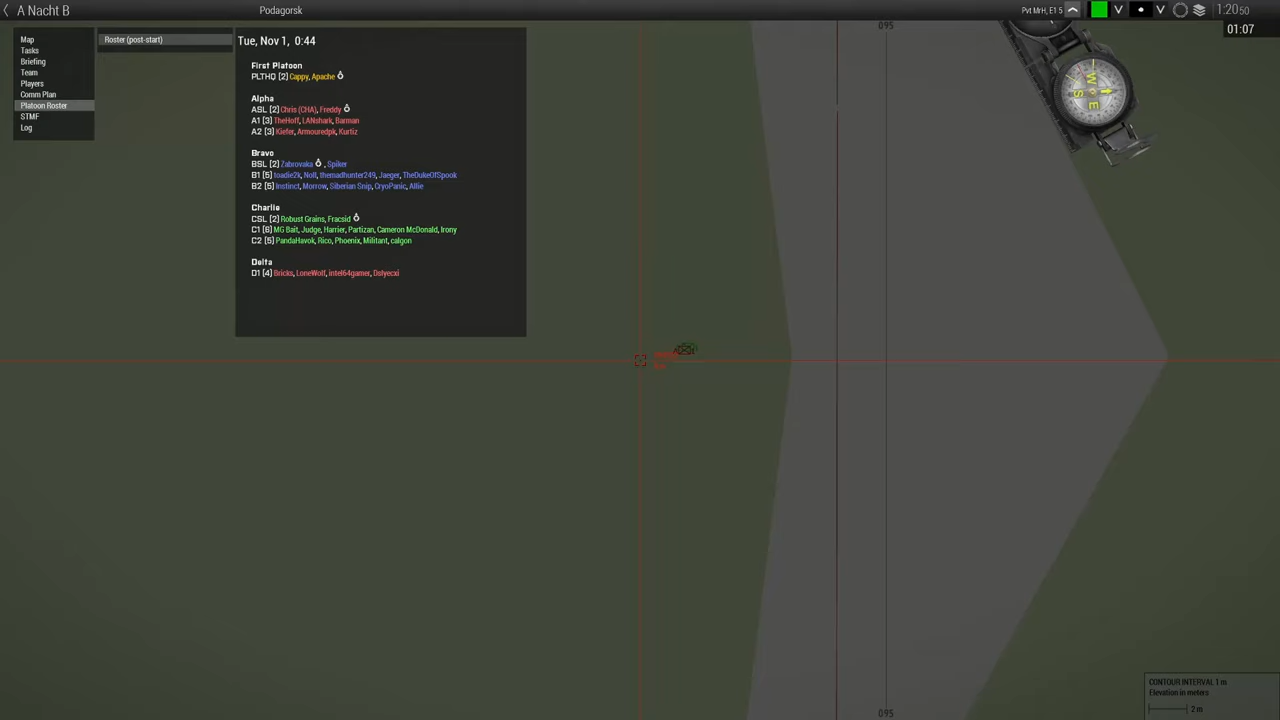 A Nacht B
Podagorsk
Pvt MrH, E1 5
1:20 50
01:07
Map
Tasks
Briefing
Team
Players
Comm Plan
Platoon Roster
STMF
Log
Roster (post-start)
Tue, Nov 1, 0:44
First Platoon
PLTHQ (2) Cappy, Apache
Alpha
ASL (2) Chris (CHA), Freddy
A1 (3) TheHoff, LANshark, Barman
A2 (3) Kiefer, Armouredpk, Kurtiz
Bravo
BSL (2) Zabrovaka , Spiker
B1 (5) toadie2k, Noll, themadhunter249, Jaeger, TheDukeOfSpook
B2 (5) Instinct, Morrow, Siberian Snip, CryoPanic, Allie
Charlie
CSL (2) Robust Grains, Fracsid
C1 (6) MG Bait, Judge, Harrier, Partizan, Cameron McDonald, Irony
C2 (5) PandaHavok, Rico, Phoenix, Militant, calgon
Delta
D1 (4) Bricks, LoneWolf, intel64gamer, Dslyecxi
095
W
S
E
095
CONTOUR INTERVAL 1 m
Elevation in meters
2 m